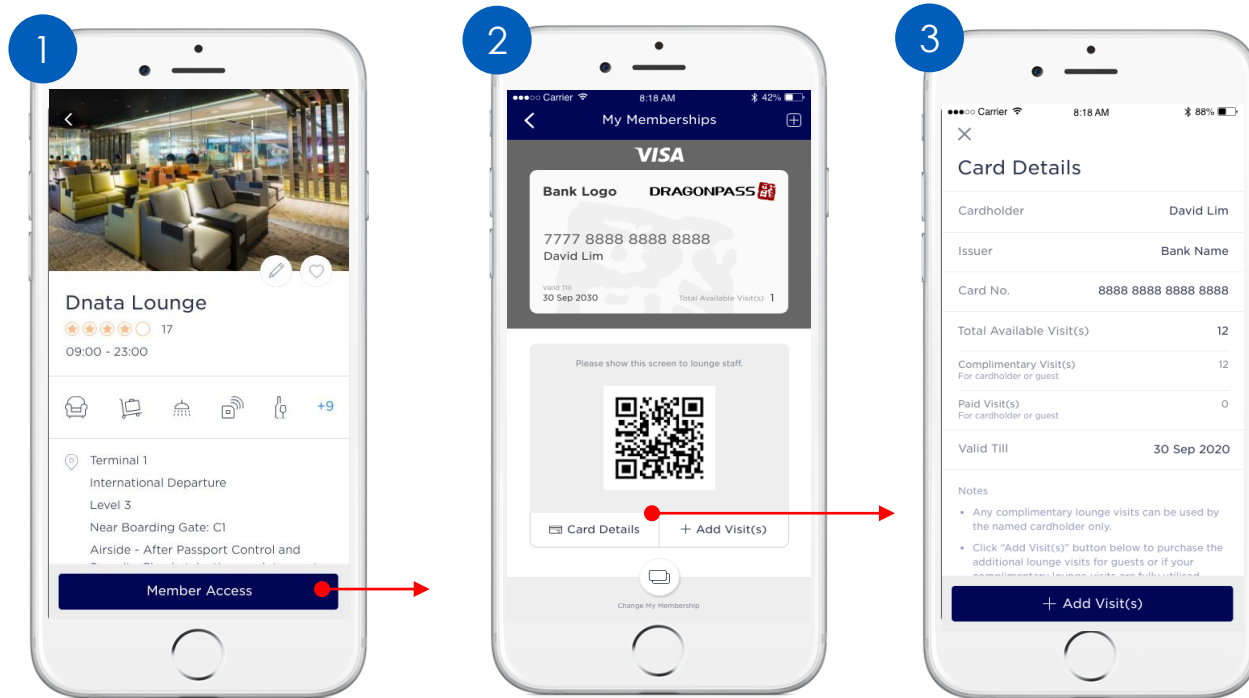 1
Dnata Lounge
17
09:00 - 23:00
+9
Terminal 1
International Departure
Level 3
Near Boarding Gate: C1
Airside - After Passport Control and
Member Access
2
Carrier 8:18 AM 42%
My Memberships
VISA
Bank Logo DRAGONPASS
7777 8888 8888 8888
David Lim
Valid Till
30 Sep 2030 Total Available Visit(s) 1
Please show this screen to lounge staff.
Card Details + Add Visit(s)
Change My Membership
3
Carrier 8:18 AM 88%
Card Details
Cardholder David Lim
Issuer Bank Name
Card No. 8888 8888 8888 8888
Total Available Visit(s) 12
Complimentary Visit(s) 12
For cardholder or guest
Paid Visit(s) 0
For cardholder or guest
Valid Till 30 Sep 2020
Notes
• Any complimentary lounge visits can be used by
the named cardholder only.
• Click "Add Visit(s)" button below to purchase the
additional lounge visits for guests or if your
complimentary lounge visits are fully utilised
+ Add Visit(s)